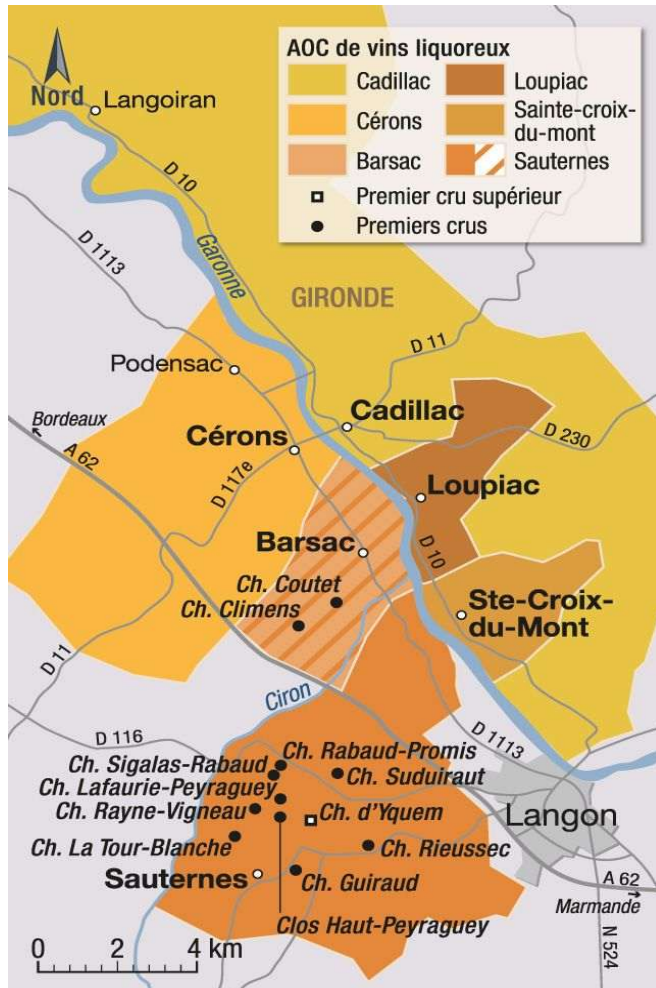 Nord
AOC de vins liquoreux
Cadillac
Cérons
Barsac
Loupiac
Sainte-croix-
du-mont
Sauternes
Premier cru supérieur
Premiers crus
Langoiran
D 10
D 1113
Garonne
GIRONDE
D 11
Podensac
Bordeaux
A 62
Cadillac
D 230
Cérons
D 117e
Loupiac
Barsac
D 10
Ch. Coutet
Ch. Climens
Ste-Croix-
du-Mont
D 11
Ciron
D 116
D 1113
Ch. Rabaud-Promis
Ch. Sigalas-Rabaud
Ch. Suduiraut
Ch. Lafaurie-Peyraguey
Ch. Rayne-Vigneau
Ch. d'Yquem
Langon
Ch. La Tour-Blanche
Ch. Rieussec
Sauternes
Ch. Guiraud
A 62
Marmande
Clos Haut-Peyraguey
N 524
0 2 4 km